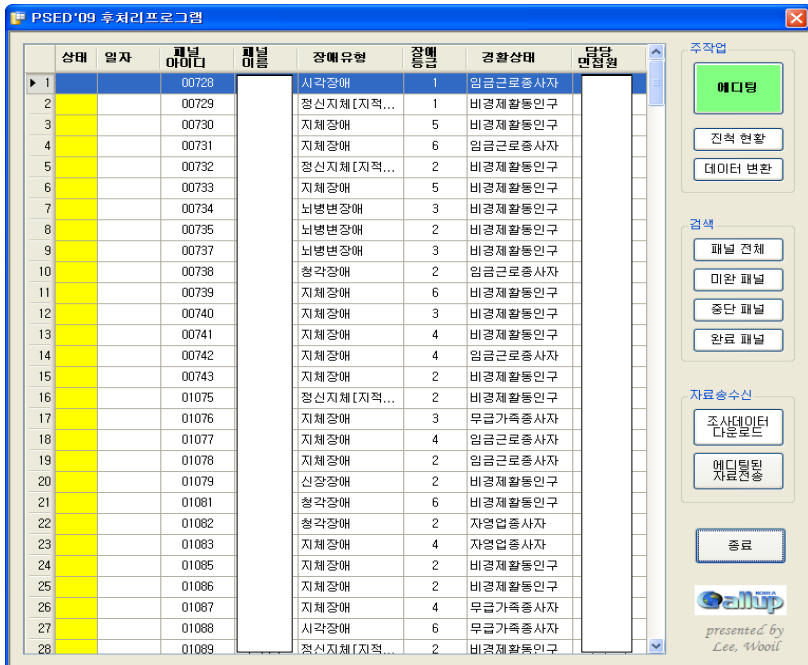 PSED'09 후처리프로그램
상태 일자 패널아이디 패널이름 장애유형 장애등급 경활상태 담당면접원
1 00728 시각장애 1 임금근로종사자
2 00729 정신지체[지적... 1 비경제활동인구
3 00730 지체장애 5 비경제활동인구
4 00731 지체장애 6 임금근로종사자
5 00732 정신지체[지적... 2 비경제활동인구
6 00733 지체장애 5 비경제활동인구
7 00734 뇌병변장애 3 비경제활동인구
8 00735 뇌병변장애 2 비경제활동인구
9 00737 뇌병변장애 3 비경제활동인구
10 00738 청각장애 2 임금근로종사자
11 00739 지체장애 6 비경제활동인구
12 00740 지체장애 3 비경제활동인구
13 00741 지체장애 4 비경제활동인구
14 00742 지체장애 4 임금근로종사자
15 00743 지체장애 2 비경제활동인구
16 01075 정신지체[지적... 2 비경제활동인구
17 01076 지체장애 3 무급가족종사자
18 01077 지체장애 4 임금근로종사자
19 01078 지체장애 2 임금근로종사자
20 01079 신장장애 2 비경제활동인구
21 01081 청각장애 6 비경제활동인구
22 01082 청각장애 2 자영업종사자
23 01083 지체장애 4 자영업종사자
24 01085 지체장애 2 비경제활동인구
25 01086 지체장애 2 비경제활동인구
26 01087 지체장애 4 무급가족종사자
27 01088 시각장애 6 무급가족종사자
28 01089 정신지체[지적... 2 비경제활동인구
주작업
에디팅
진척 현황
데이터 변환
검색
패널 전체
미완 패널
중단 패널
완료 패널
자료송수신
조사데이터
다운로드
에디팅된
자료전송
종료
KOREA
Gallup
presented by
Lee, Wooil